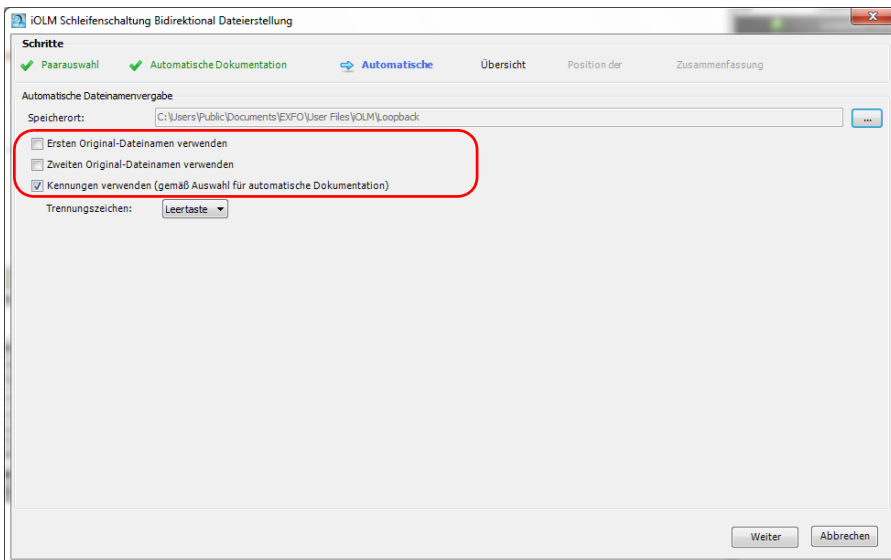 iOLM Schleifenschaltung Bidirektional Dateierstellung
Schritte
Paarauswahl Automatische Dokumentation Automatische Übersicht Position der Zusammenfassung
Automatische Dateinamenvergabe
Speicherort: C:\Users\Public\Documents\EXFO\User Files\iOLM\Loopback ...
Ersten Original-Dateinamen verwenden
Zweiten Original-Dateinamen verwenden
Kennungen verwenden (gemäß Auswahl für automatische Dokumentation)
Trennungszeichen: Leertaste
Weiter Abbrechen